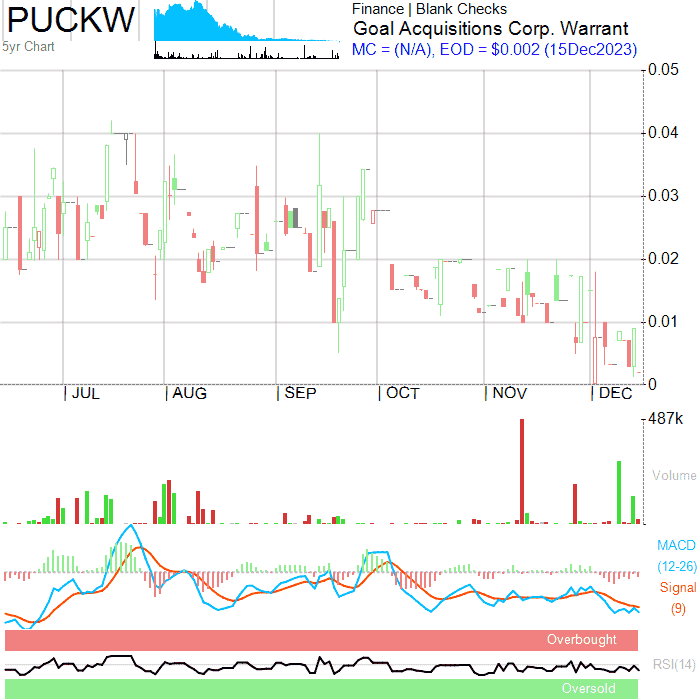 PUCKW
5yr Chart
Finance | Blank Checks
Goal Acquisitions Corp. Warrant
MC = (N/A), EOD = $0.002 (15Dec2023)
0.05
0.04
0.03
0.02
0.01
0
JUL AUG SEP OCT NOV DEC
487k
Volume
MACD
(12-26)
Signal
(9)
Overbought
RSI(14)
Oversold